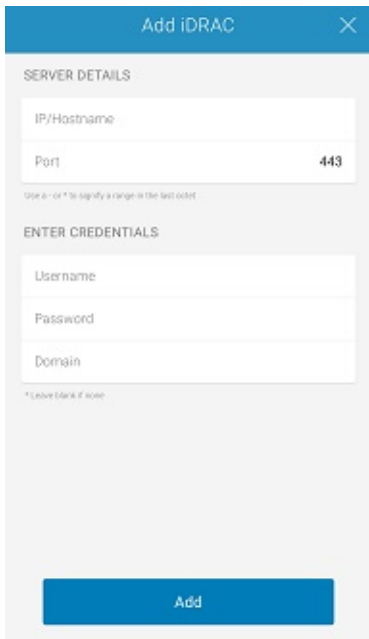 Add iDRAC
SERVER DETAILS
IP/Hostname
Port 443
Use a - or * to signify a range in the last octet
ENTER CREDENTIALS
Username
Password
Domain
* Leave blank if none
Add